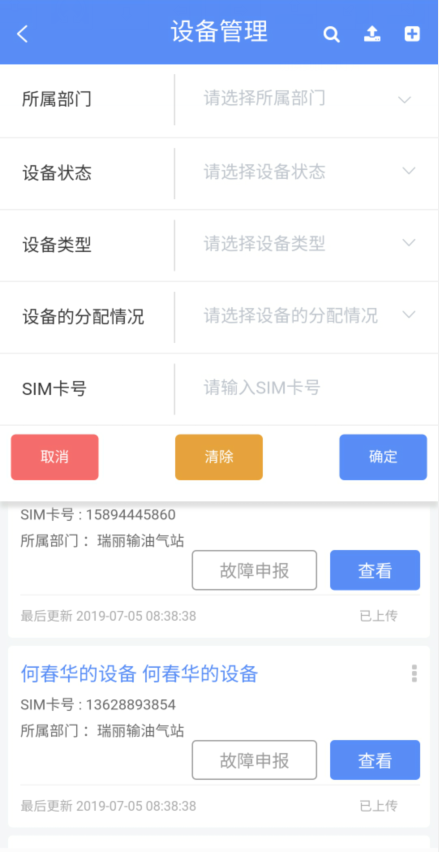 设备管理
所属部门 请选择所属部门
设备状态 请选择设备状态
设备类型 请选择设备类型
设备的分配情况 请选择设备的分配情况
SIM卡号 请输入SIM卡号
取消 清除 确定
SIM卡号 : 15894445860
所属部门 : 瑞丽输油气站
故障申报 查看
最后更新 2019-07-05 08:38:38 已上传
何春华的设备 何春华的设备
SIM卡号 : 13628893854
所属部门 : 瑞丽输油气站
故障申报 查看
最后更新 2019-07-05 08:38:38 已上传